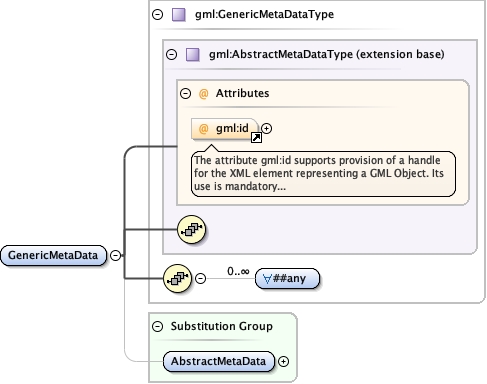 gml:GenericMetaDataType
gml:AbstractMetaDataType (extension base)
@ Attributes
@ gml:id
The attribute gml:id supports provision of a handle
for the XML element representing a GML Object. Its
use is mandatory...
GenericMetaData
0..∞
∀##any
Substitution Group
AbstractMetaData